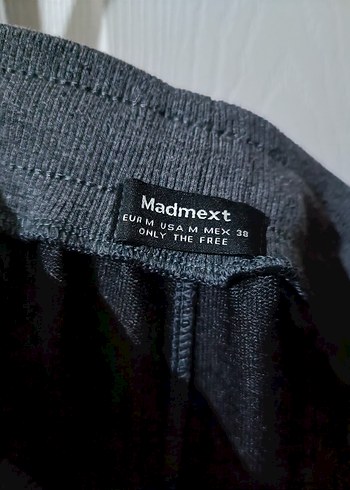 Madmext
EUR M USA M MEX 38
ONLY THE FREE